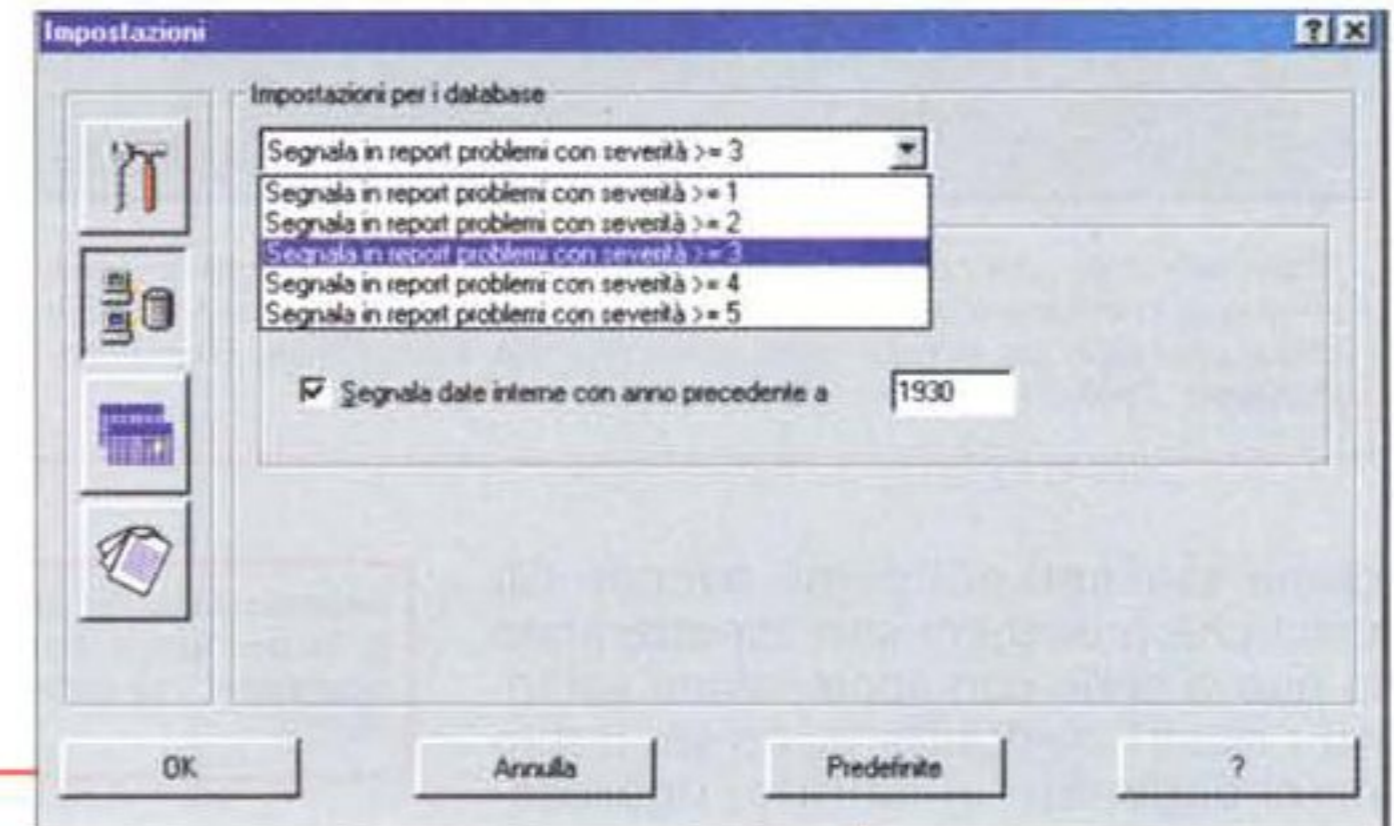 Impostazioni
Impostazioni per i database
Segnala in report problemi con severità >= 3
Segnala in report problemi con severità >= 1
Segnala in report problemi con severità >= 2
Segnala in report problemi con severità >= 3
Segnala in report problemi con severità >= 4
Segnala in report problemi con severità >= 5
Segnala date interne con anno precedente a 1930
OK Annulla Predefinite ?